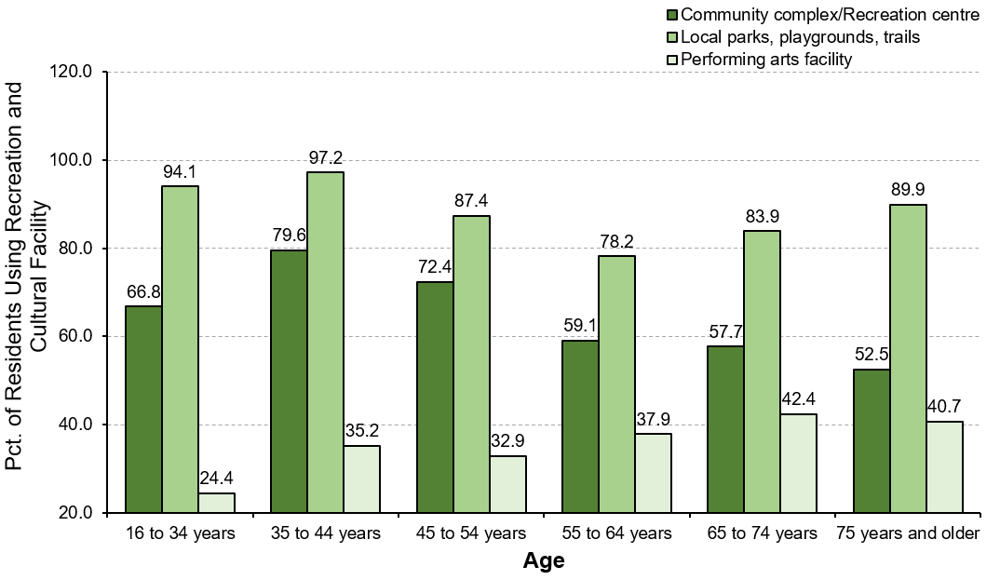 Community complex/Recreation centre
Local parks, playgrounds, trails
Performing arts facility
Pct. of Residents Using Recreation and
Cultural Facility
120.0
100.0
80.0
60.0
40.0
20.0
66.8
94.1
24.4
79.6
97.2
35.2
72.4
87.4
32.9
59.1
78.2
37.9
57.7
83.9
42.4
52.5
89.9
40.7
16 to 34 years
35 to 44 years
45 to 54 years
55 to 64 years
65 to 74 years
75 years and older
Age